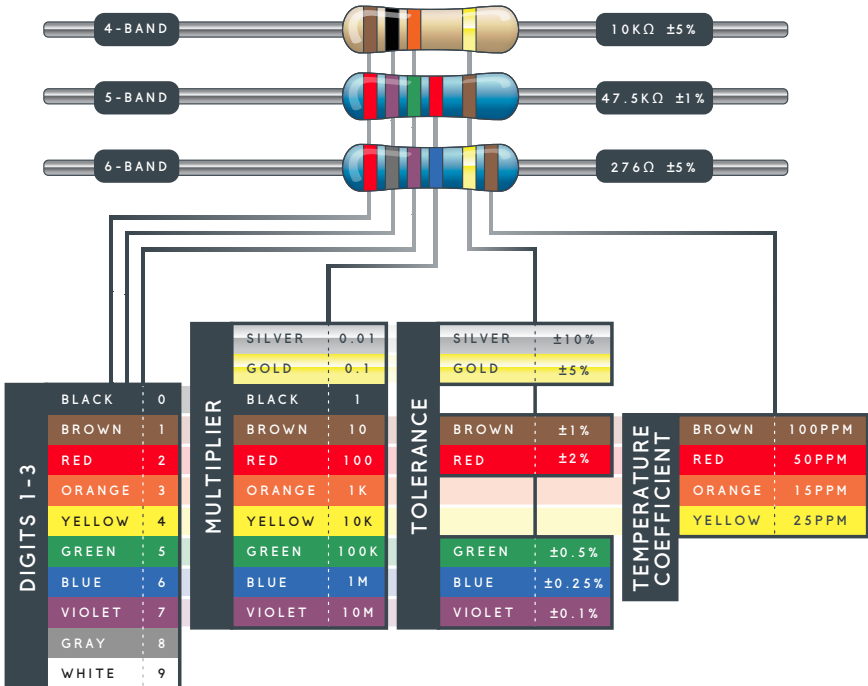 4-BAND
10KΩ ±5%
5-BAND
47.5KΩ ±1%
6-BAND
276Ω ±5%
DIGITS 1-3
BLACK 0
BROWN 1
RED 2
ORANGE 3
YELLOW 4
GREEN 5
BLUE 6
VIOLET 7
GRAY 8
WHITE 9
MULTIPLIER
SILVER 0.01
GOLD 0.1
BLACK 1
BROWN 10
RED 100
ORANGE 1K
YELLOW 10K
GREEN 100K
BLUE 1M
VIOLET 10M
TOLERANCE
SILVER ±10%
GOLD ±5%
BROWN ±1%
RED ±2%
GREEN ±0.5%
BLUE ±0.25%
VIOLET ±0.1%
TEMPERATURE
COEFFICIENT
BROWN 100PPM
RED 50PPM
ORANGE 15PPM
YELLOW 25PPM